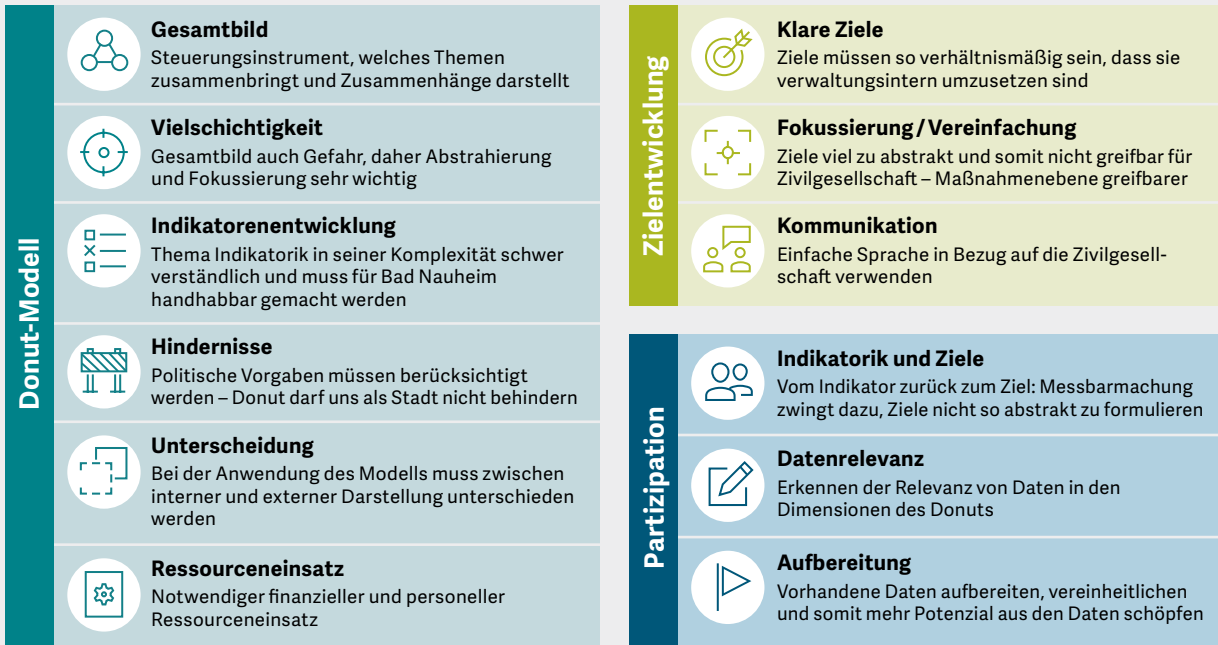 Donut-Modell
Gesamtbild
Steuerungsinstrument, welches Themen
zusammenbringt und Zusammenhänge darstellt
Vielschichtigkeit
Gesamtbild auch Gefahr, daher Abstrahierung
und Fokussierung sehr wichtig
Indikatorenentwicklung
Thema Indikatorik in seiner Komplexität schwer
verständlich und muss für Bad Nauheim
handhabbar gemacht werden
Hindernisse
Politische Vorgaben müssen berücksichtigt
werden – Donut darf uns als Stadt nicht behindern
Unterscheidung
Bei der Anwendung des Modells muss zwischen
interner und externer Darstellung unterschieden
werden
Ressourceneinsatz
Notwendiger finanzieller und personeller
Ressourceneinsatz
Zielentwicklung
Klare Ziele
Ziele müssen so verhältnismäßig sein, dass sie
verwaltungsintern umzusetzen sind
Fokussierung / Vereinfachung
Ziele viel zu abstrakt und somit nicht greifbar für
Zivilgesellschaft – Maßnahmenebene greifbarer
Kommunikation
Einfache Sprache in Bezug auf die Zivilgesell-
schaft verwenden
Partizipation
Indikatorik und Ziele
Vom Indikator zurück zum Ziel: Messbarmachung
zwingt dazu, Ziele nicht so abstrakt zu formulieren
Datenrelevanz
Erkennen der Relevanz von Daten in den
Dimensionen des Donuts
Aufbereitung
Vorhandene Daten aufbereiten, vereinheitlichen
und somit mehr Potenzial aus den Daten schöpfen